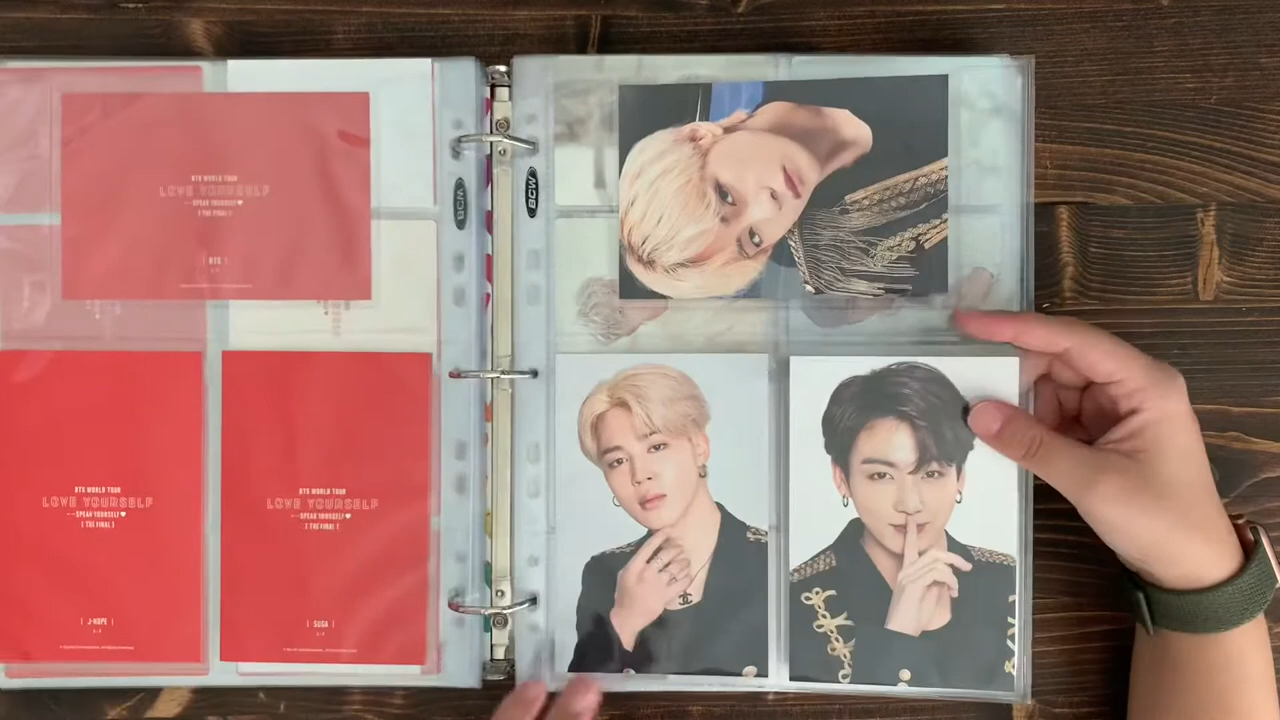 BTS WORLD TOUR
LOVE YOURSELF
SPEAK YOURSELF♥
[ THE FINAL ]
| BTS |
BTS WORLD TOUR
LOVE YOURSELF
SPEAK YOURSELF♥
[ THE FINAL ]
| J-HOPE |
BTS WORLD TOUR
LOVE YOURSELF
SPEAK YOURSELF♥
[ THE FINAL ]
| SUGA |
BCW
BCW